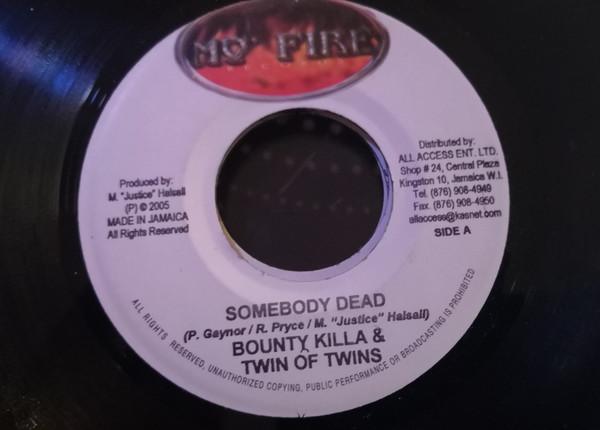 MO' FIRE
Produced by:
M. "Justice" Halsall
(P) © 2005
MADE IN JAMAICA
All Rights Reserved
Distributed by:
ALL ACCESS ENT. LTD.
Shop # 24, Central Plaza
Kingston 10, Jamaica W.I.
Tel. (876) 908-4949
Fax. (876) 908-4950
allaccess@kasnet.com
SIDE A
SOMEBODY DEAD
(P. Gaynor / R. Pryce / M. "Justice" Halsall)
BOUNTY KILLA &
TWIN OF TWINS
ALL RIGHTS RESERVED, UNAUTHORIZED COPYING, PUBLIC PERFORMANCE OR BROADCASTING IS PROHIBITED